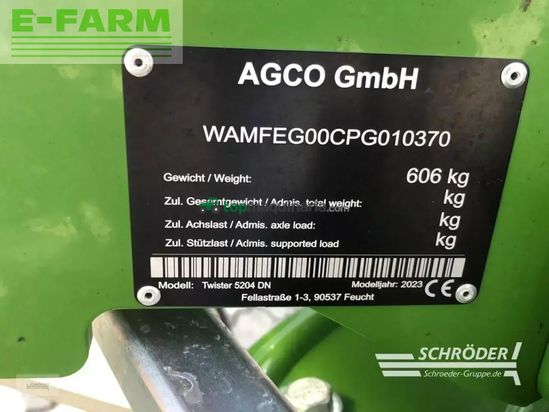 E-FARM
AGCO GmbH
WAMFEG00CPG010370
Gewicht / Weight: 606 kg
Zul. Gesamtgewicht / Admis. total weight: kg
topmaquinaria.com
Zul. Achslast / Admis. axle load: kg
Zul. Stützlast / Admis. supported load kg
Modell: Twister 5204 DN Modelljahr: 2023 CE
Fellastraße 1-3, 90537 Feucht
SCHRÖDER
Schroeder-Gruppe.de